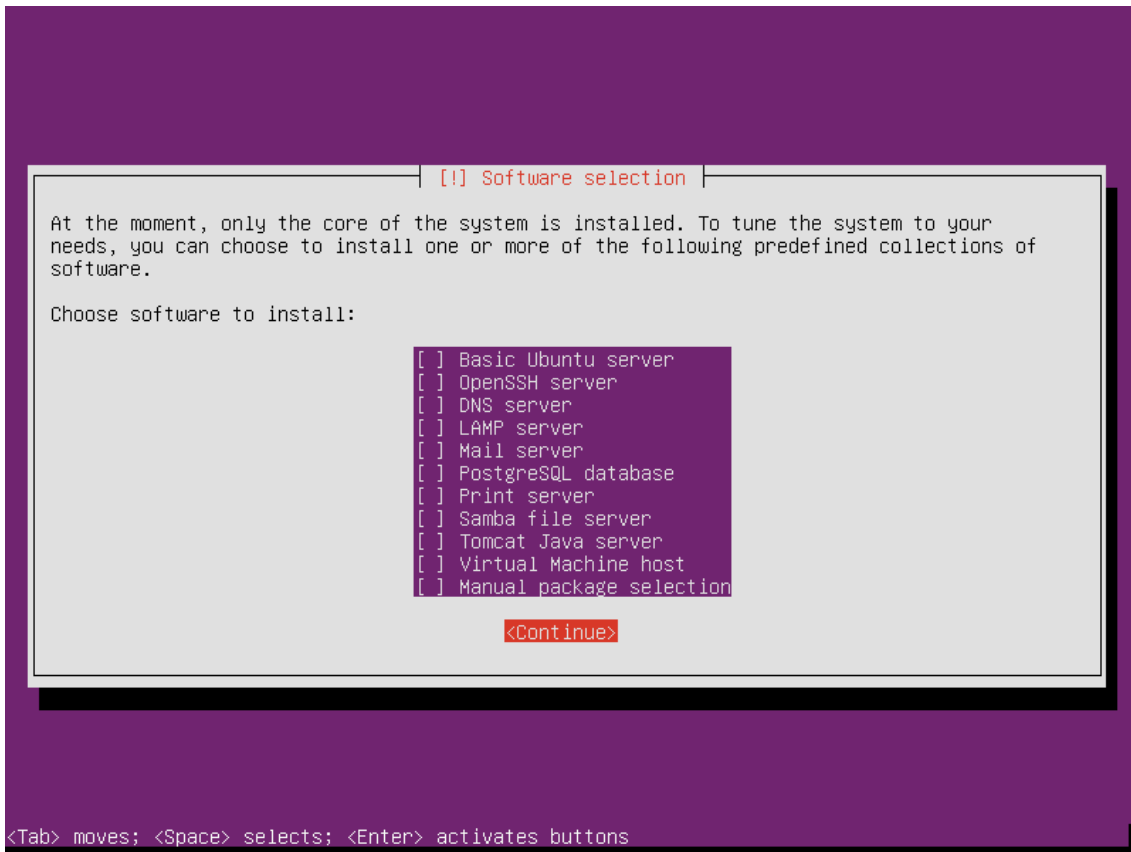 [!] Software selection
At the moment, only the core of the system is installed. To tune the system to your
needs, you can choose to install one or more of the following predefined collections of
software.
Choose software to install:
[ ] Basic Ubuntu server
[ ] OpenSSH server
[ ] DNS server
[ ] LAMP server
[ ] Mail server
[ ] PostgreSQL database
[ ] Print server
[ ] Samba file server
[ ] Tomcat Java server
[ ] Virtual Machine host
[ ] Manual package selection
<Continue>
<Tab> moves; <Space> selects; <Enter> activates buttons